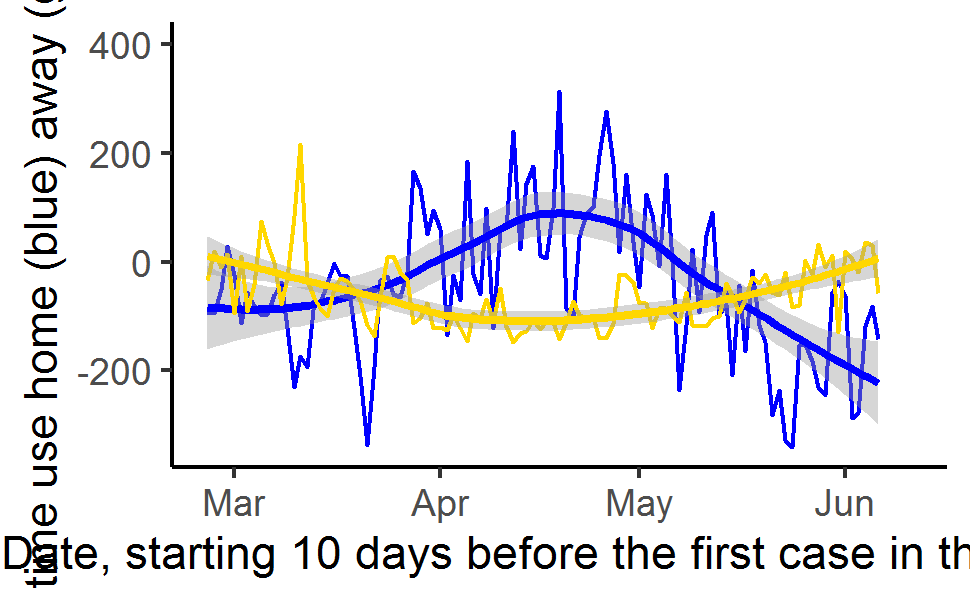 time use home (blue) away (g
400
200
0
-200
Mar Apr May Jun
Date, starting 10 days before the first case in th